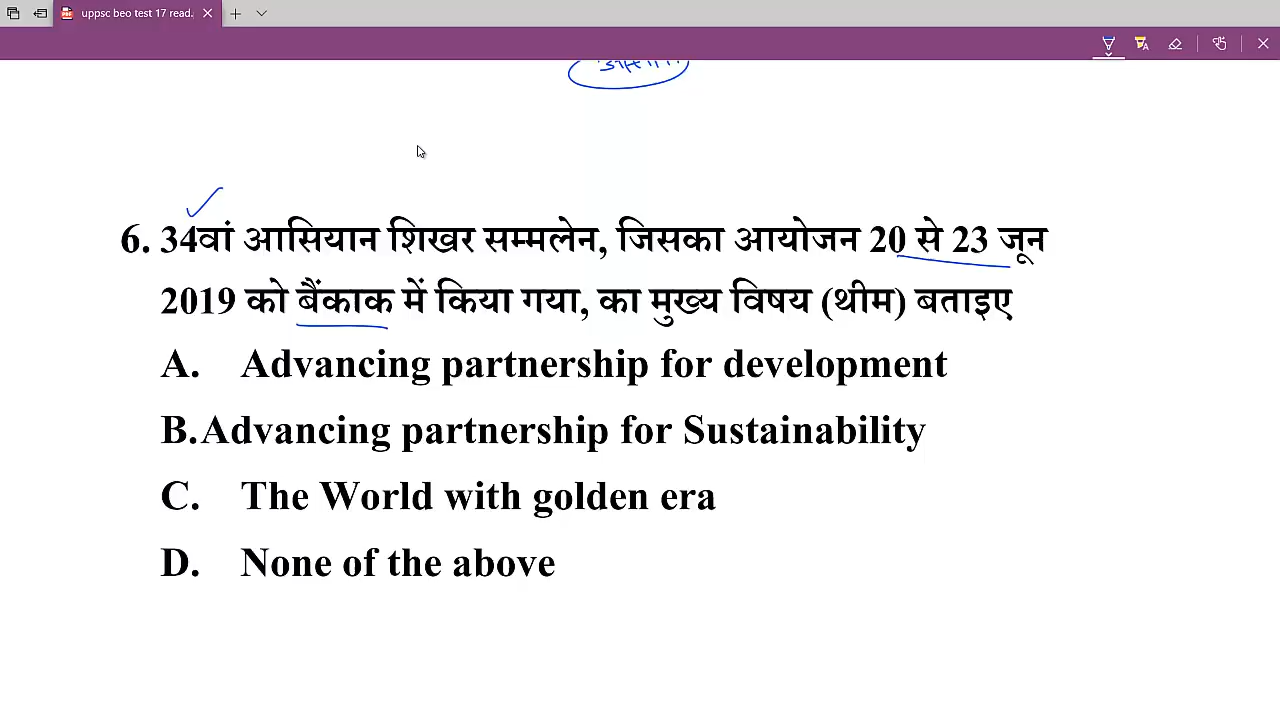 uppsc beo test 17 read.
6. 34वां आसियान शिखर सम्मलेन, जिसका आयोजन 20 से 23 जून
2019 को बैंकाक में किया गया, का मुख्य विषय (थीम) बताइए
A. Advancing partnership for development
B. Advancing partnership for Sustainability
C. The World with golden era
D. None of the above